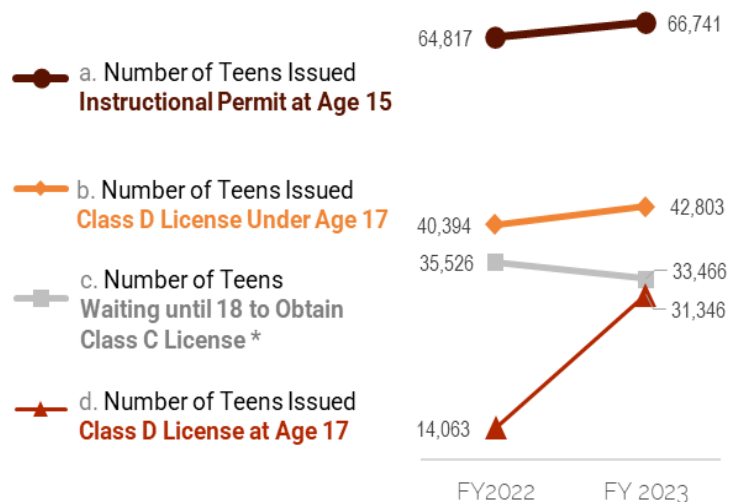 64,817
66,741
a. Number of Teens Issued
Instructional Permit at Age 15
b. Number of Teens Issued
Class D License Under Age 17
40,394
42,803
c. Number of Teens
Waiting until 18 to Obtain
Class C License *
35,526
33,466
31,346
d. Number of Teens Issued
Class D License at Age 17
14,063
FY2022
FY 2023